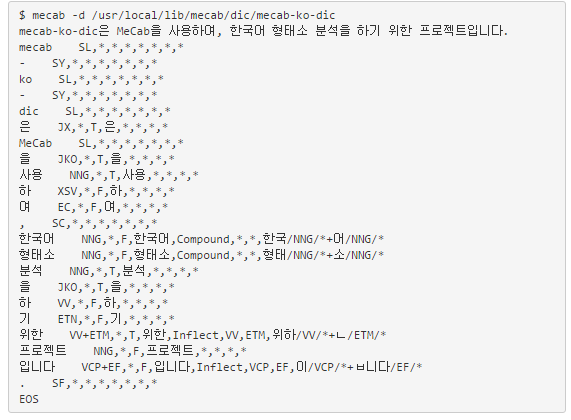 $ mecab -d /usr/local/lib/mecab/dic/mecab-ko-dic
mecab-ko-dic은 MeCab을 사용하여, 한국어 형태소 분석을 하기 위한 프로젝트입니다.
mecab    SL,*,*,*,*,*,*,*
-    SY,*,*,*,*,*,*,*
ko    SL,*,*,*,*,*,*,*
-    SY,*,*,*,*,*,*,*
dic    SL,*,*,*,*,*,*,*
은    JX,*,T,은,*,*,*,*
MeCab    SL,*,*,*,*,*,*,*
을    JKO,*,T,을,*,*,*,*
사용    NNG,*,T,사용,*,*,*,*
하    XSV,*,F,하,*,*,*,*
여    EC,*,F,여,*,*,*,*
,    SC,*,*,*,*,*,*,*
한국어    NNG,*,F,한국어,Compound,*,*,한국/NNG/*+어/NNG/*
형태소    NNG,*,F,형태소,Compound,*,*,형태/NNG/*+소/NNG/*
분석    NNG,*,T,분석,*,*,*,*
을    JKO,*,T,을,*,*,*,*
하    VV,*,F,하,*,*,*,*
기    ETN,*,F,기,*,*,*,*
위한    VV+ETM,*,T,위한,Inflect,VV,ETM,위하/VV/*+ㄴ/ETM/*
프로젝트    NNG,*,F,프로젝트,*,*,*,*
입니다    VCP+EF,*,F,입니다,Inflect,VCP,EF,이/VCP/*+ㅂ니다/EF/*
.    SF,*,*,*,*,*,*,*
EOS